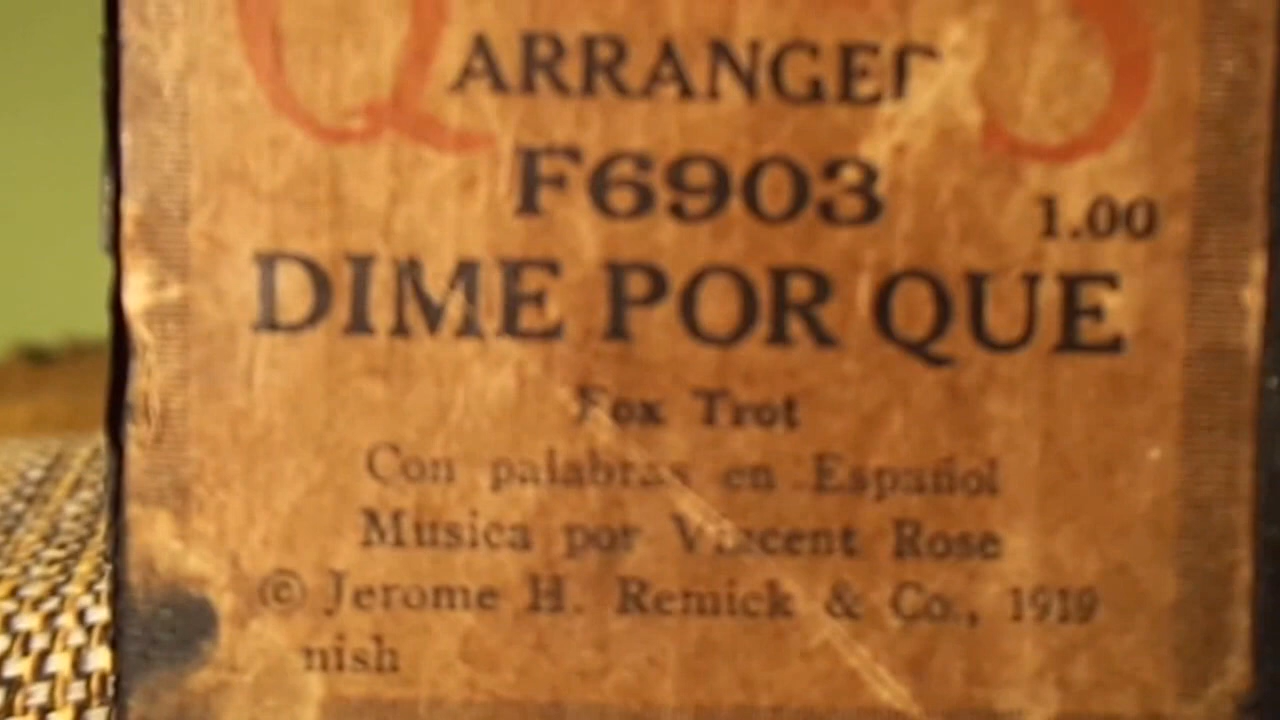 ARRANGED
F6903
1.00
DIME POR QUE
Fox Trot
Con palabras en Español
Musica por Vincent Rose
© Jerome H. Remick & Co., 1919
nish